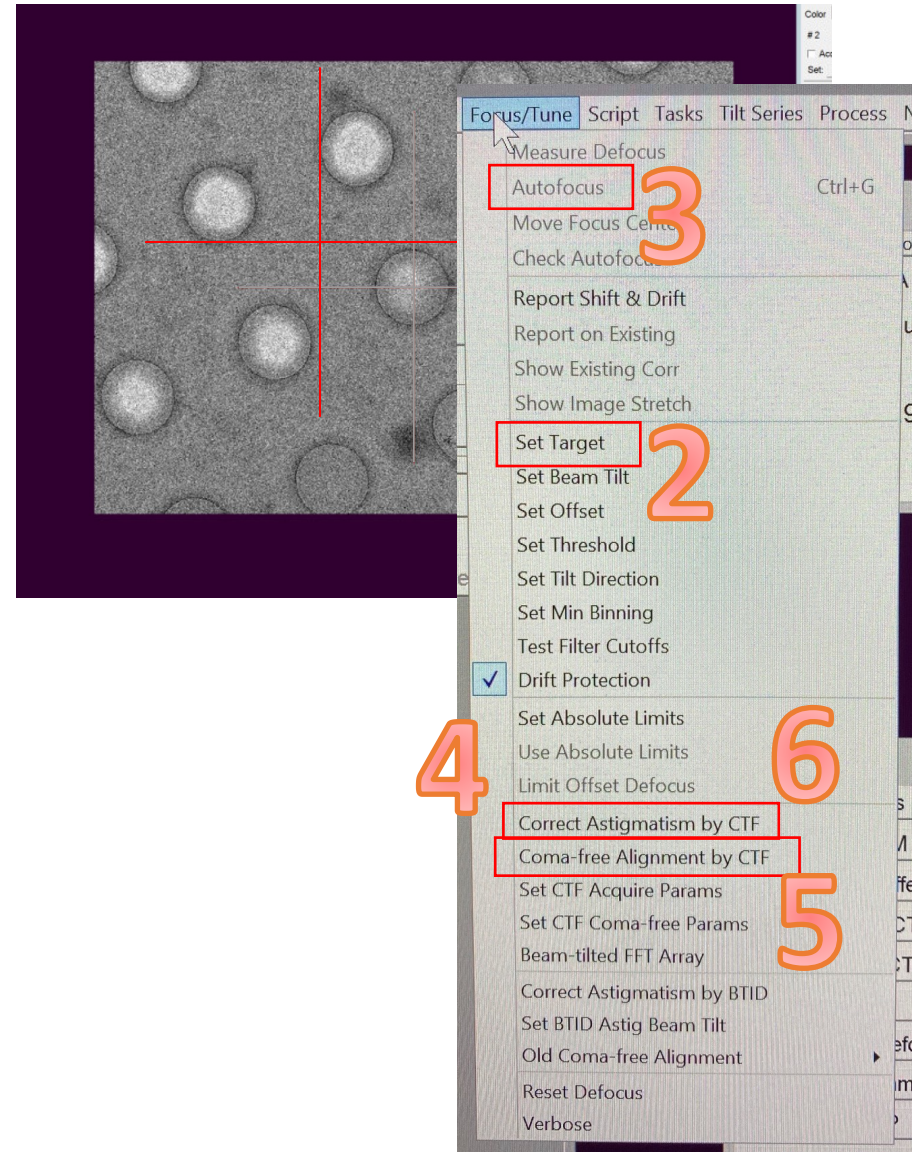 Color
#2
Set:
Focus/Tune Script Tasks Tilt Series Process
Measure Defocus
Autofocus Ctrl+G
3
Move Focus
Check
Report Shift & Drift
Report on Existing
Show Existing Corr
Show Image Stretch
Set Target
2
Set Beam Tilt
Set Offset
Set Threshold
Set Tilt Direction
Set Min Binning
Test Filter Cutoffs
Drift Protection
Set Absolute Limits
4
6
Use Absolute Limits
Limit Offset Defocus
Correct Astigmatism by CTF
Coma-free Alignment by CTF
Set CTF Acquire Params
5
Set CTF Coma-free Params
Beam-tilted FFT Array
Correct Astigmatism by BTID
Set BTID Astig Beam Tilt
Old Coma-free Alignment
Reset Defocus
Verbose